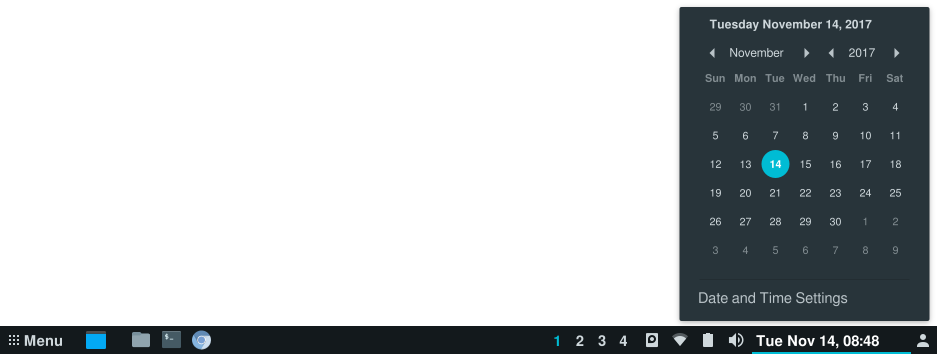 Tuesday November 14, 2017
November 2017
Sun Mon Tue Wed Thu Fri Sat
29 30 31 1 2 3 4
5 6 7 8 9 10 11
12 13 14 15 16 17 18
19 20 21 22 23 24 25
26 27 28 29 30 1 2
3 4 5 6 7 8 9
Date and Time Settings
Menu $- 1 2 3 4 Tue Nov 14, 08:48